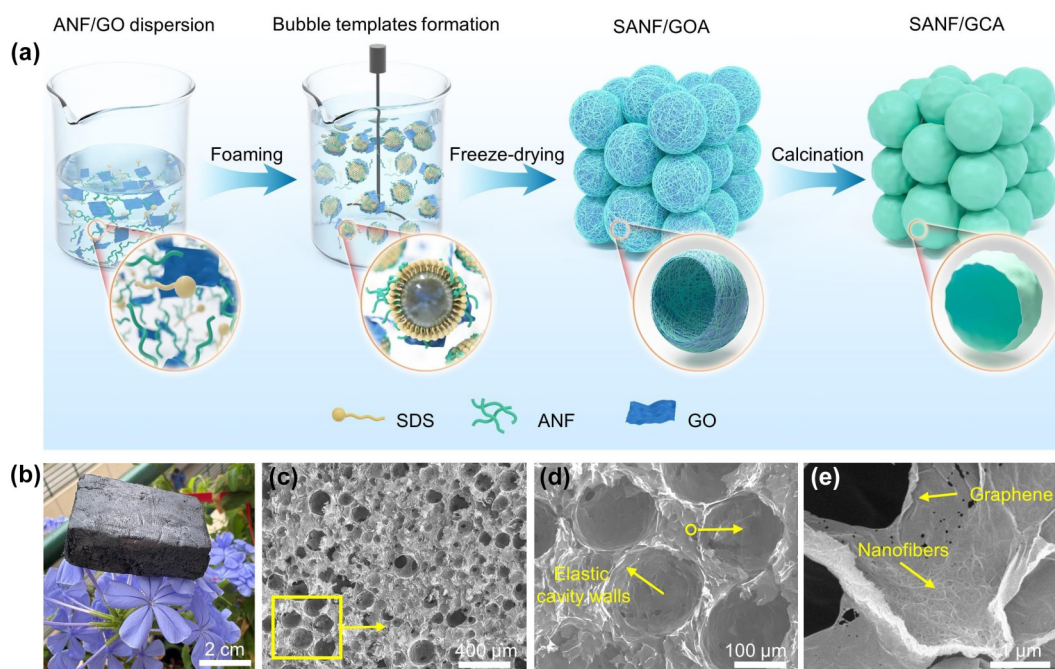 ANF/GO dispersion
Bubble templates formation
SANF/GOA
SANF/GCA
(a)
Foaming
Freeze-drying
Calcination
SDS
ANF
GO
(b)
2 cm
(c)
400 µm
(d)
Elastic
cavity walls
100 µm
(e)
Graphene
Nanofibers
1 µm